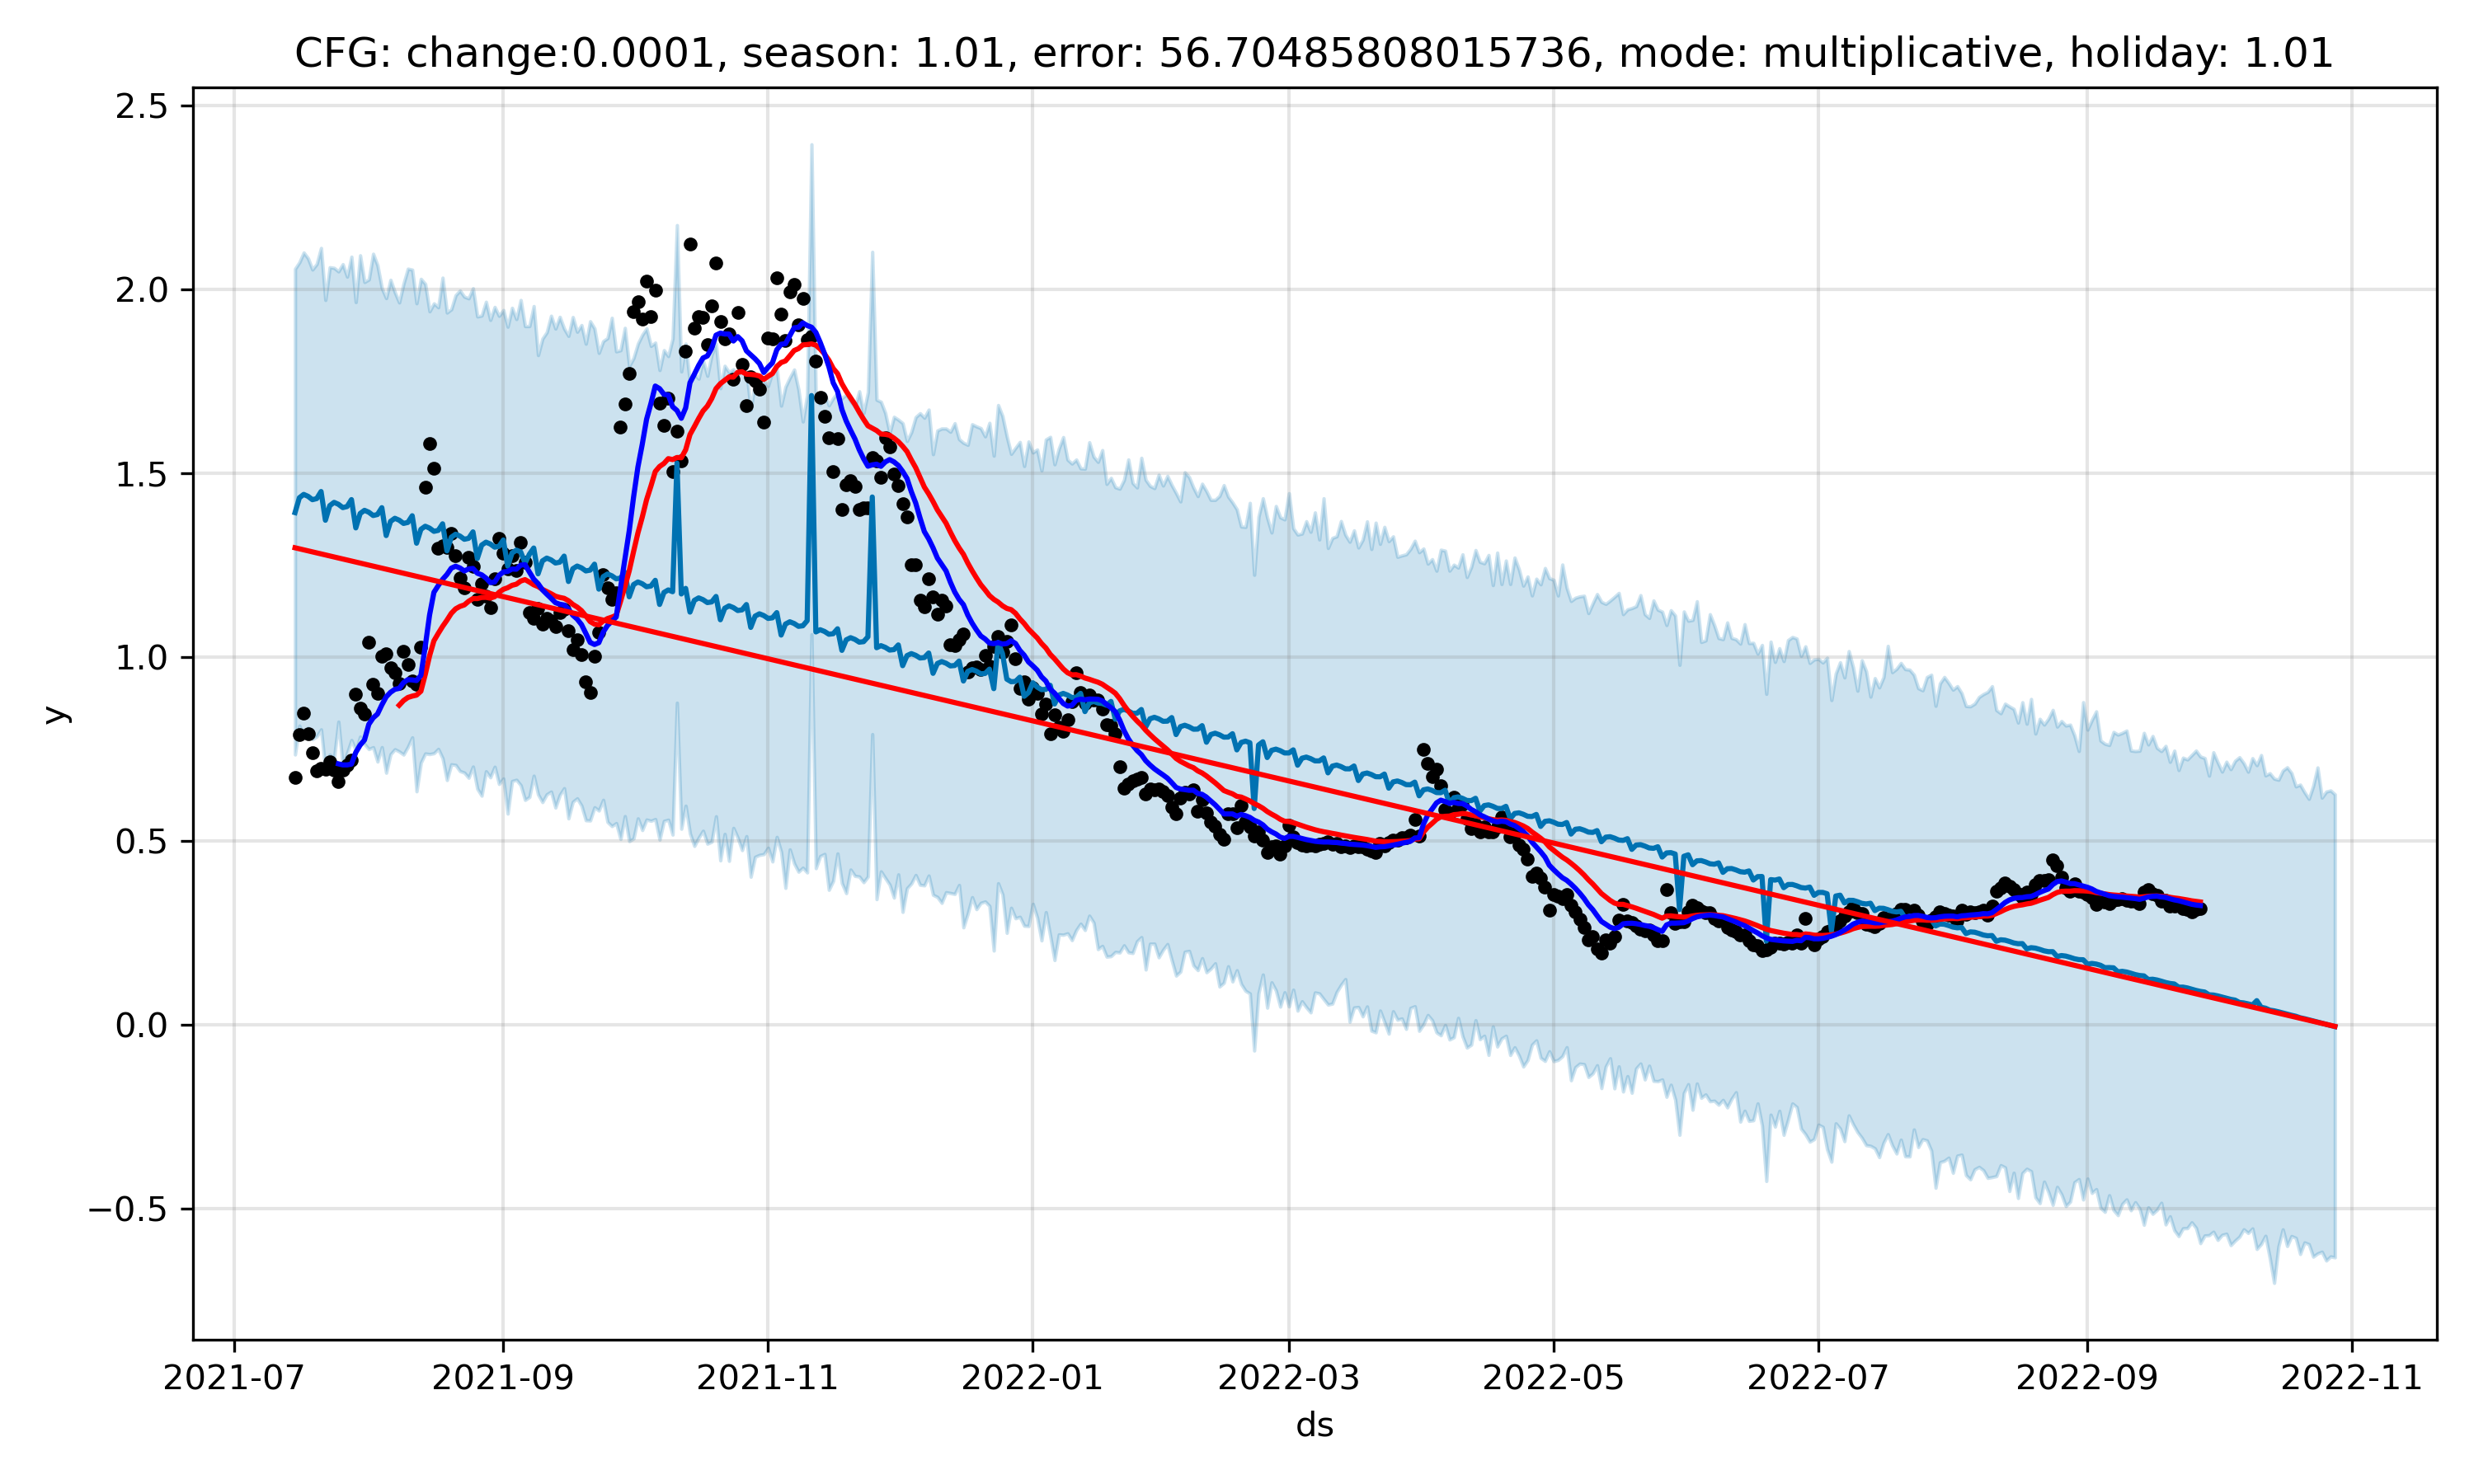 CFG: change:0.0001, season: 1.01, error: 56.70485808015736, mode: multiplicative, holiday: 1.01
2.5
2.0
1.5
1.0
0.5
0.0
−0.5
y
2021-07 2021-09 2021-11 2022-01 2022-03 2022-05 2022-07 2022-09 2022-11
ds